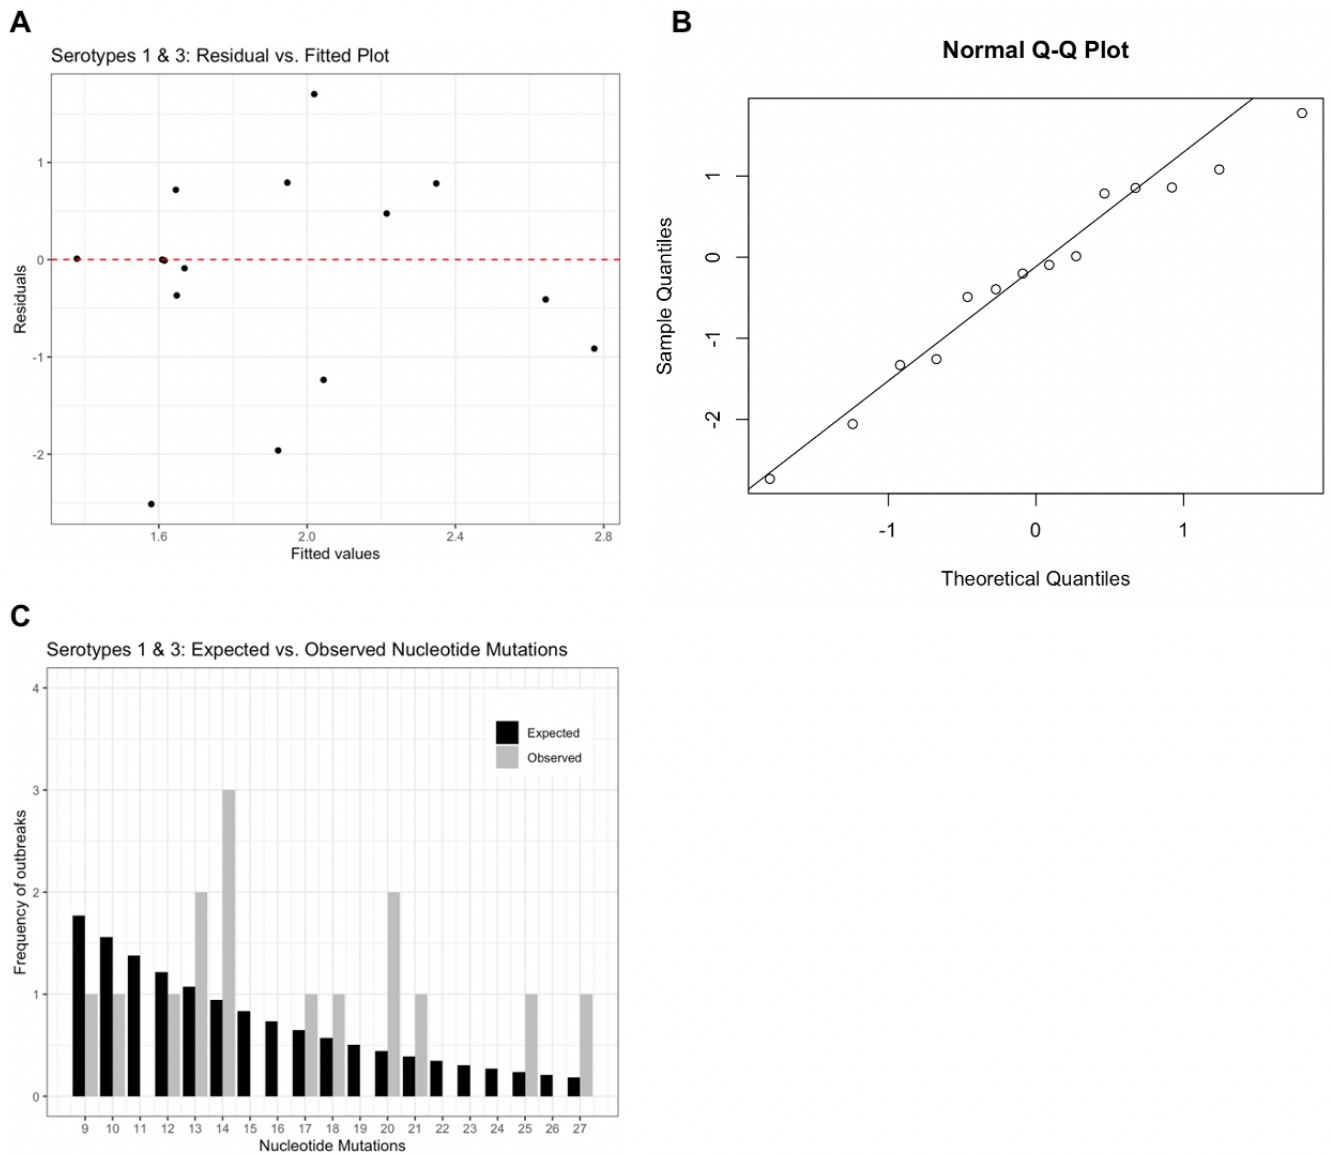 A
Serotypes 1 & 3: Residual vs. Fitted Plot
Residuals
1
0
-1
-2
1.6
2.0
2.4
2.8
Fitted values
B
Normal Q-Q Plot
Sample Quantiles
1
0
-1
-2
-1
0
1
Theoretical Quantiles
C
Serotypes 1 & 3: Expected vs. Observed Nucleotide Mutations
Frequency of outbreaks
4
3
2
1
0
Expected
Observed
9 10 11 12 13 14 15 16 17 18 19 20 21 22 23 24 25 26 27
Nucleotide Mutations